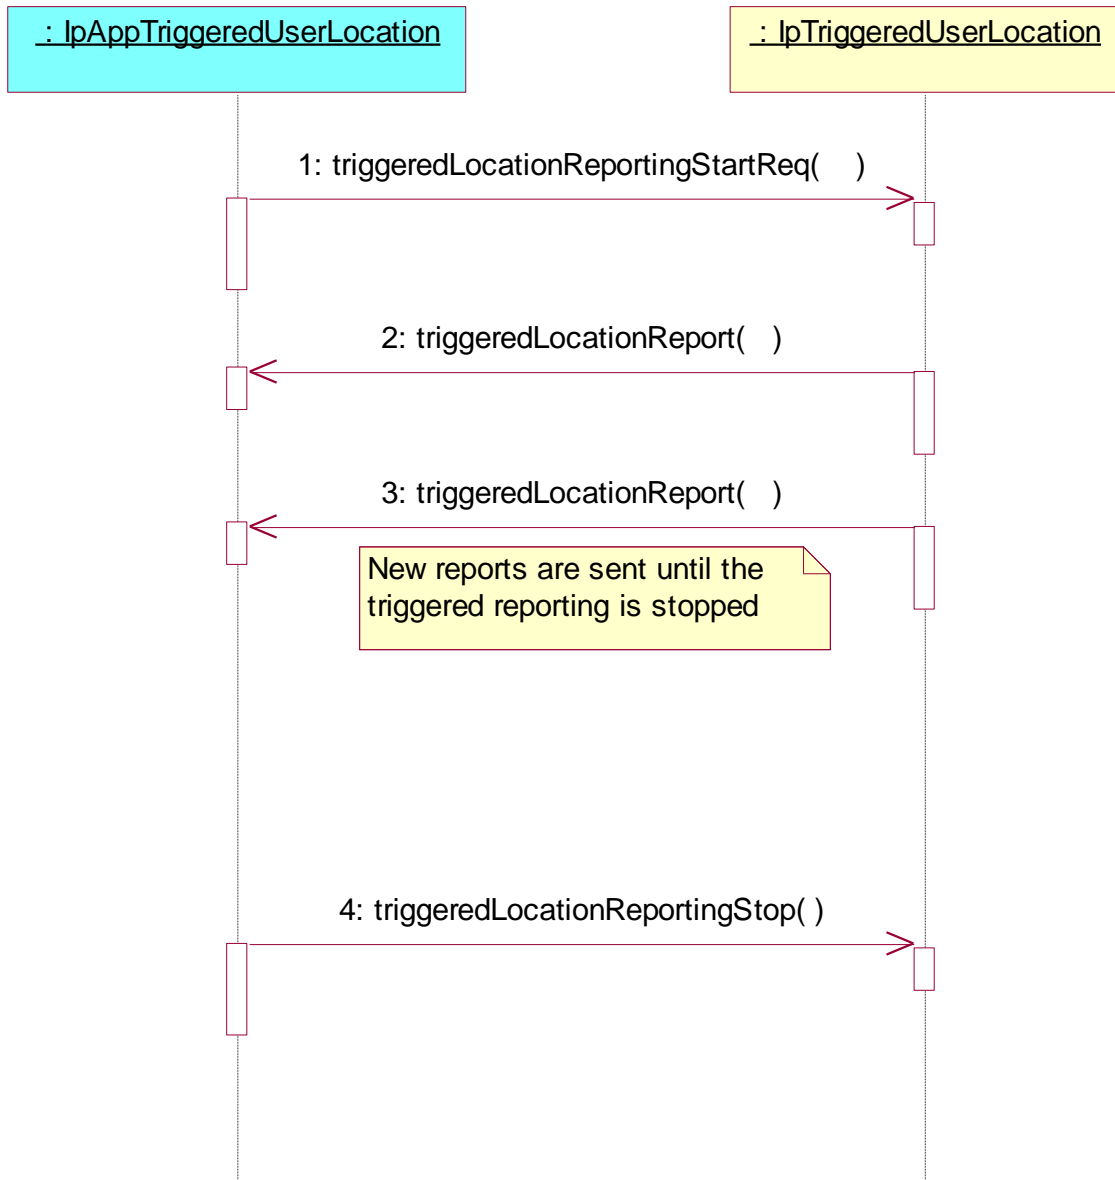 : IpAppTriggeredUserLocation
: IpTriggeredUserLocation
1: triggeredLocationReportingStartReq( )
2: triggeredLocationReport( )
3: triggeredLocationReport( )
New reports are sent until the
triggered reporting is stopped
4: triggeredLocationReportingStop( )